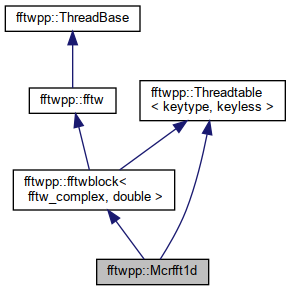 fftwpp::ThreadBase
fftwpp::fftw
fftwpp::Threadtable
< keytype, keyless >
fftwpp::fftwblock<
fftw_complex, double >
fftwpp::Mcrfft1d